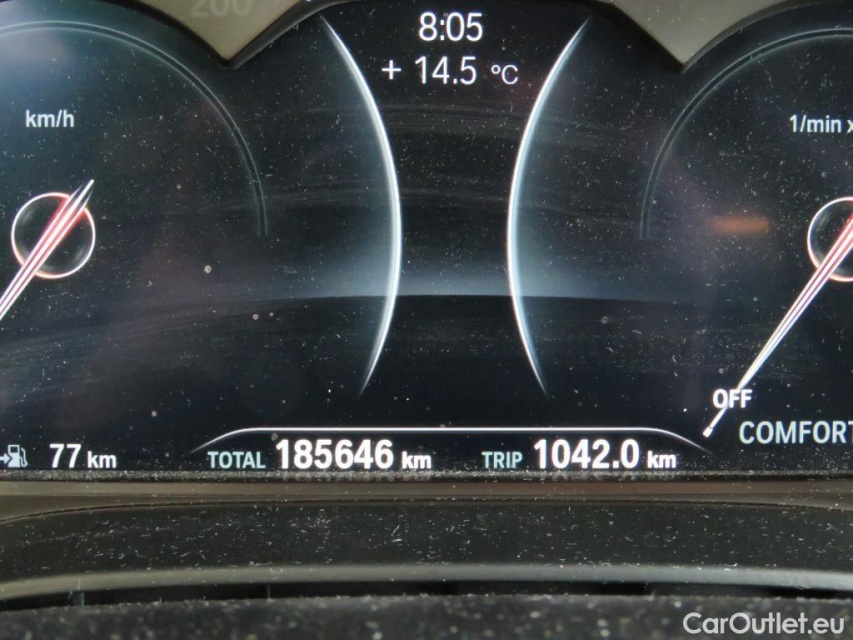 200
8:05
+ 14.5 °C
km/h
1/min x
OFF
COMFORT
77 km
TOTAL 185646 km
TRIP 1042.0 km
CarOutlet.eu